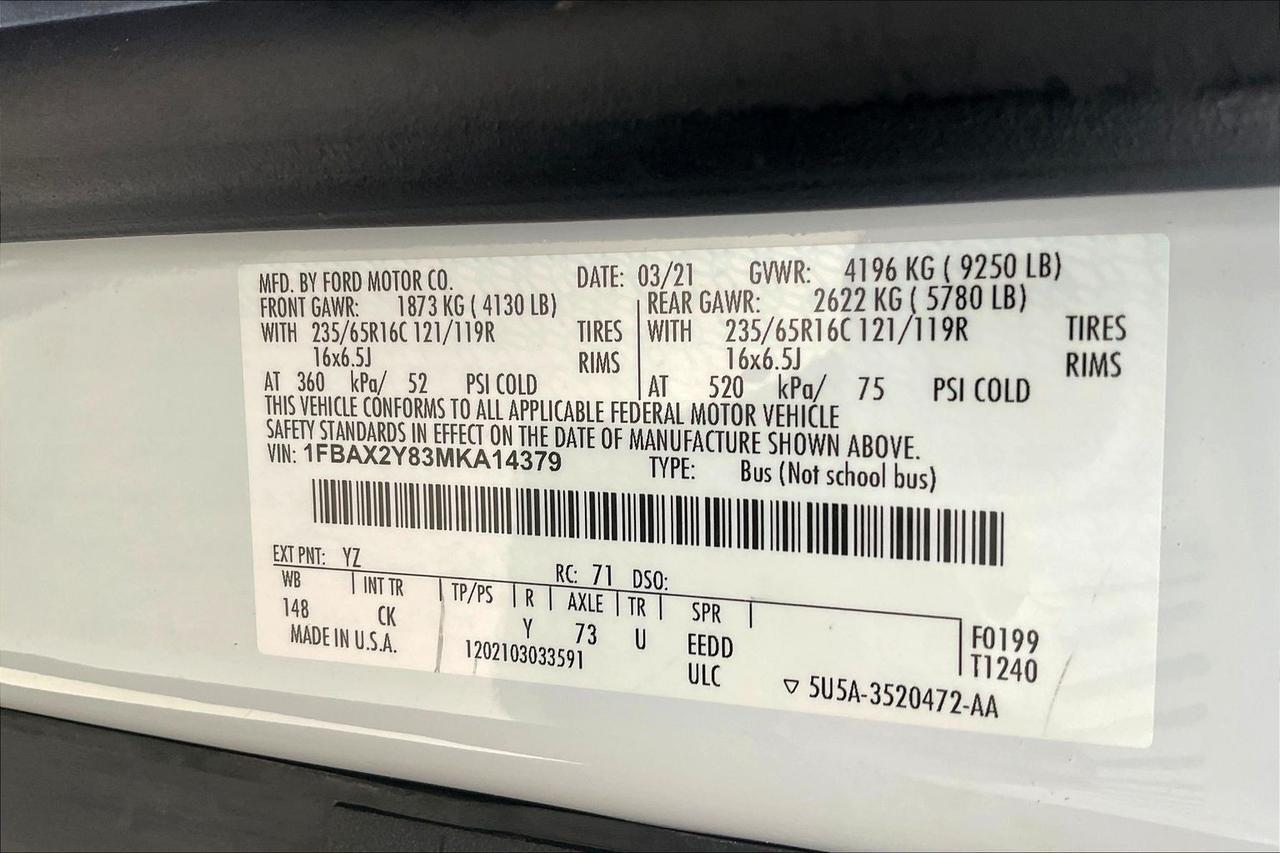 MFD. BY FORD MOTOR CO. DATE: 03/21 GVWR: 4196 KG ( 9250 LB)
FRONT GAWR: 1873 KG ( 4130 LB) REAR GAWR: 2622 KG ( 5780 LB)
WITH 235/65R16C 121/119R TIRES WITH 235/65R16C 121/119R TIRES
16x6.5J RIMS 16x6.5J RIMS
AT 360 kPa/ 52 PSI COLD AT 520 kPa/ 75 PSI COLD
THIS VEHICLE CONFORMS TO ALL APPLICABLE FEDERAL MOTOR VEHICLE
SAFETY STANDARDS IN EFFECT ON THE DATE OF MANUFACTURE SHOWN ABOVE.
VIN: 1FBAX2Y83MKA14379 TYPE: Bus (Not school bus)
EXT PNT: YZ RC: 71 DSO:
WB INT TR TP/PS R AXLE TR SPR
148 CK Y 73 U EEDD F0199
MADE IN U.S.A. 1202103033591 ULC T1240
▽ 5U5A-3520472-AA